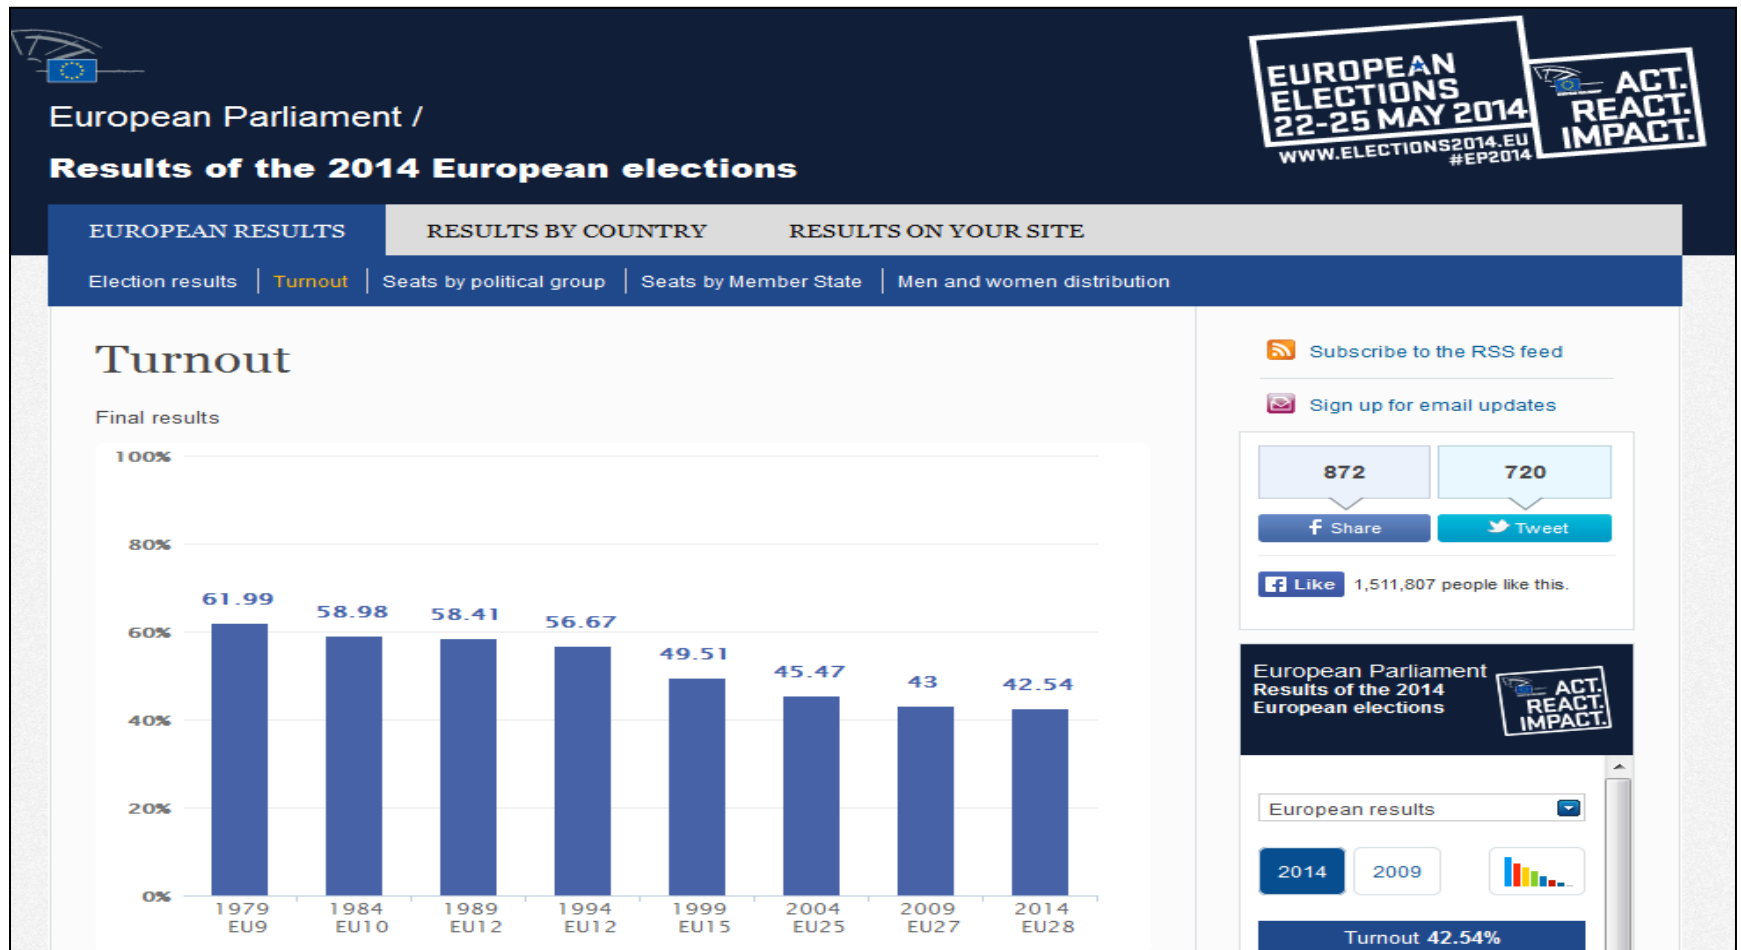 European Parliament /
Results of the 2014 European elections
EUROPEAN
ELECTIONS
22-25 MAY 2014
WWW.ELECTIONS2014.EU
#EP2014
ACT.
REACT.
IMPACT.
EUROPEAN RESULTS
RESULTS BY COUNTRY
RESULTS ON YOUR SITE
Election results
Turnout
Seats by political group
Seats by Member State
Men and women distribution
Turnout
Final results
100%
80%
60%
40%
20%
0%
61.99
58.98
58.41
56.67
49.51
45.47
43
42.54
1979
EU9
1984
EU10
1989
EU12
1994
EU12
1999
EU15
2004
EU25
2009
EU27
2014
EU28
Subscribe to the RSS feed
Sign up for email updates
872
720
f Share
Tweet
f Like
1,511,807 people like this.
European Parliament
Results of the 2014
European elections
ACT.
REACT.
IMPACT.
European results
2014
2009
Turnout 42.54%